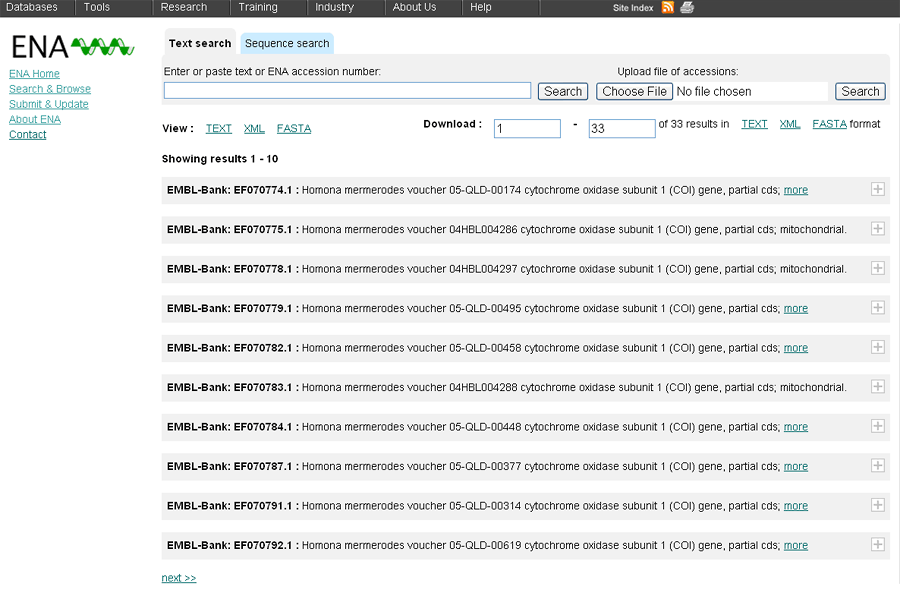 Databases Tools Research Training Industry About Us Help Site Index
ENA
ENA Home
Search & Browse
Submit & Update
About ENA
Contact
Text search Sequence search
Enter or paste text or ENA accession number: Upload file of accessions:
Search Choose File No file chosen Search
View : TEXT XML FASTA Download : 1 - 33 of 33 results in TEXT XML FASTA format
Showing results 1 - 10
EMBL-Bank: EF070774.1 : Homona mermerodes voucher 05-QLD-00174 cytochrome oxidase subunit 1 (COI) gene, partial cds; more
EMBL-Bank: EF070775.1 : Homona mermerodes voucher 04HBL004286 cytochrome oxidase subunit 1 (COI) gene, partial cds; mitochondrial.
EMBL-Bank: EF070778.1 : Homona mermerodes voucher 04HBL004297 cytochrome oxidase subunit 1 (COI) gene, partial cds; mitochondrial.
EMBL-Bank: EF070779.1 : Homona mermerodes voucher 05-QLD-00495 cytochrome oxidase subunit 1 (COI) gene, partial cds; more
EMBL-Bank: EF070782.1 : Homona mermerodes voucher 05-QLD-00458 cytochrome oxidase subunit 1 (COI) gene, partial cds; more
EMBL-Bank: EF070783.1 : Homona mermerodes voucher 04HBL004288 cytochrome oxidase subunit 1 (COI) gene, partial cds; mitochondrial.
EMBL-Bank: EF070784.1 : Homona mermerodes voucher 05-QLD-00448 cytochrome oxidase subunit 1 (COI) gene, partial cds; more
EMBL-Bank: EF070787.1 : Homona mermerodes voucher 05-QLD-00377 cytochrome oxidase subunit 1 (COI) gene, partial cds; more
EMBL-Bank: EF070791.1 : Homona mermerodes voucher 05-QLD-00314 cytochrome oxidase subunit 1 (COI) gene, partial cds; more
EMBL-Bank: EF070792.1 : Homona mermerodes voucher 05-QLD-00619 cytochrome oxidase subunit 1 (COI) gene, partial cds; more
next >>